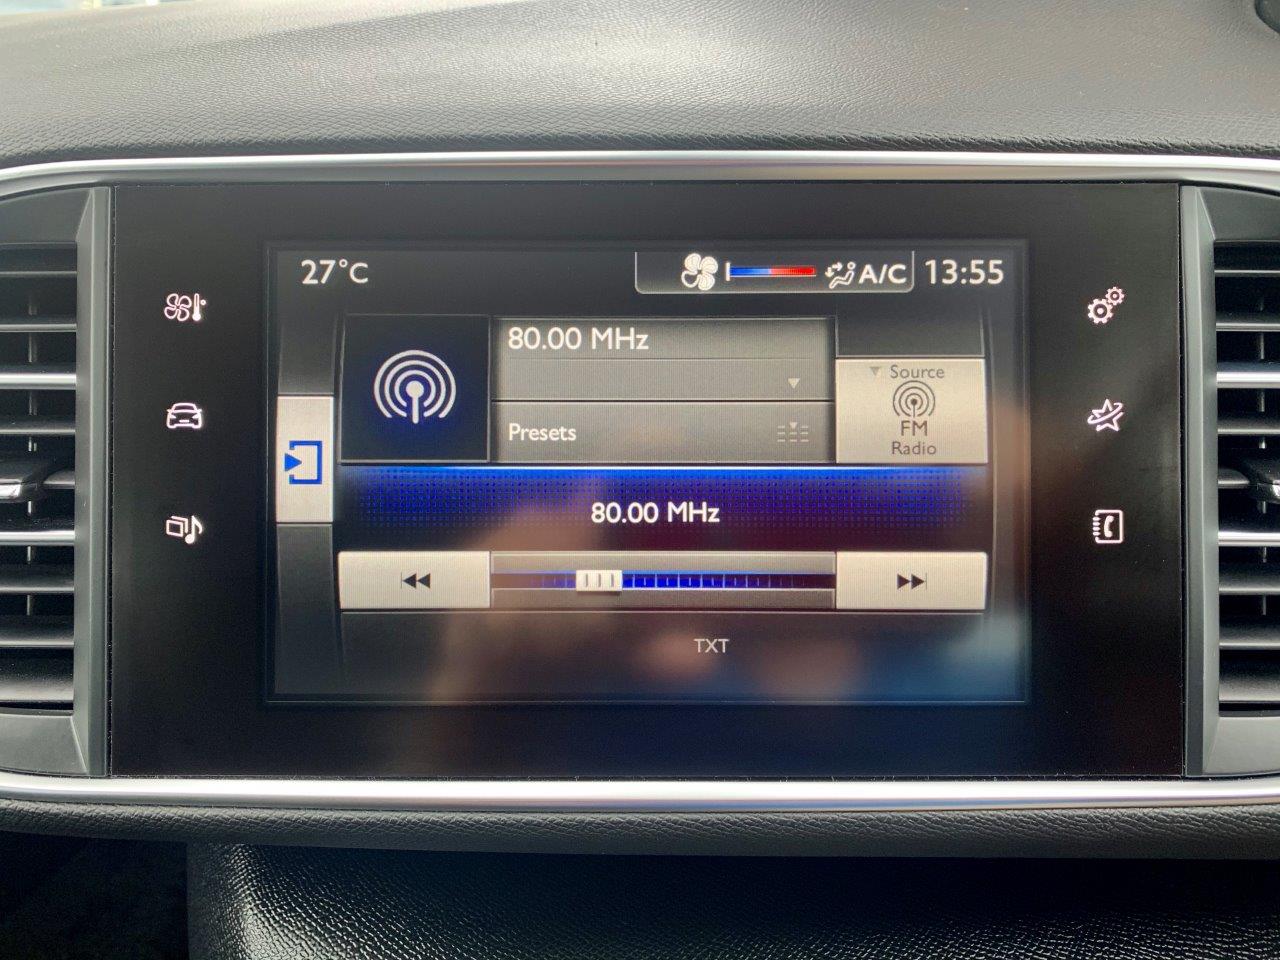 27°C
A/C
13:55
80.00 MHz
Source
FM
Radio
Presets
80.00 MHz
TXT